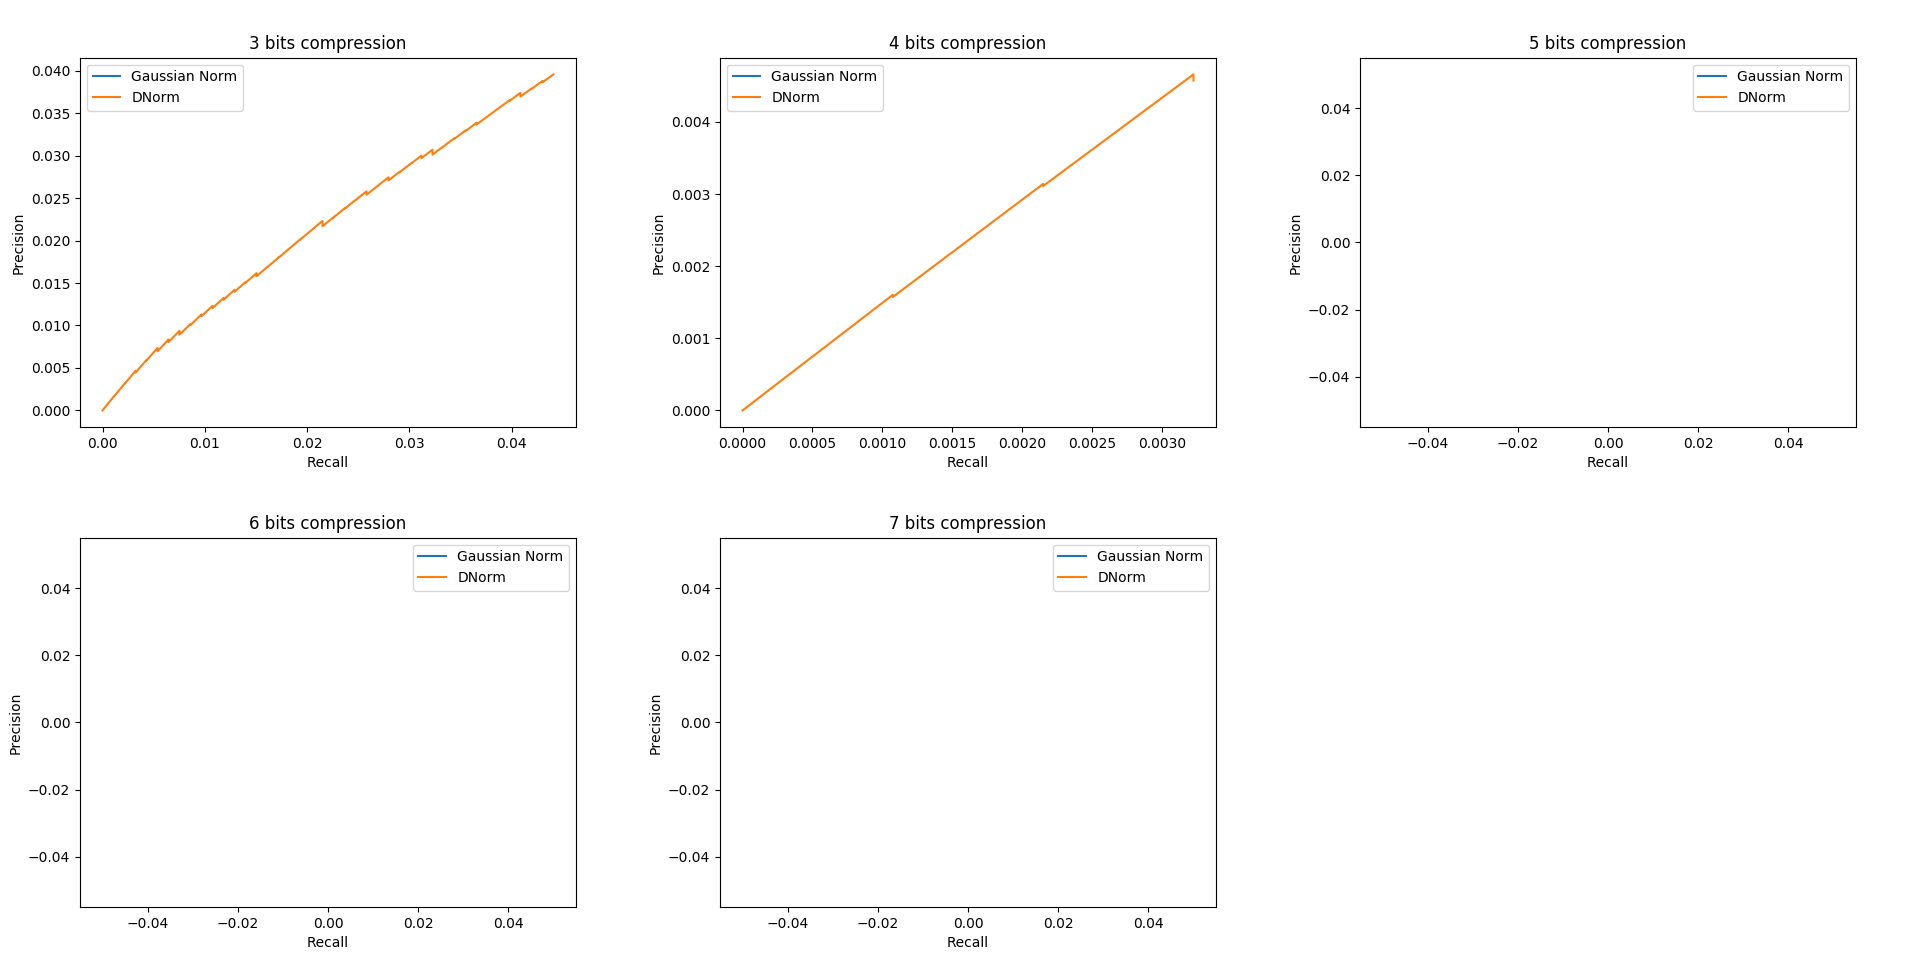 3 bits compression
Gaussian Norm
DNorm
0.040
0.035
0.030
0.025
0.020
0.015
0.010
0.005
0.000
Precision
0.00 0.01 0.02 0.03 0.04
Recall
4 bits compression
Gaussian Norm
DNorm
0.004
0.003
0.002
0.001
0.000
Precision
0.0000 0.0005 0.0010 0.0015 0.0020 0.0025 0.0030
Recall
5 bits compression
Gaussian Norm
DNorm
0.04
0.02
0.00
−0.02
−0.04
Precision
−0.04 −0.02 0.00 0.02 0.04
Recall
6 bits compression
Gaussian Norm
DNorm
0.04
0.02
0.00
−0.02
−0.04
Precision
−0.04 −0.02 0.00 0.02 0.04
Recall
7 bits compression
Gaussian Norm
DNorm
0.04
0.02
0.00
−0.02
−0.04
Precision
−0.04 −0.02 0.00 0.02 0.04
Recall